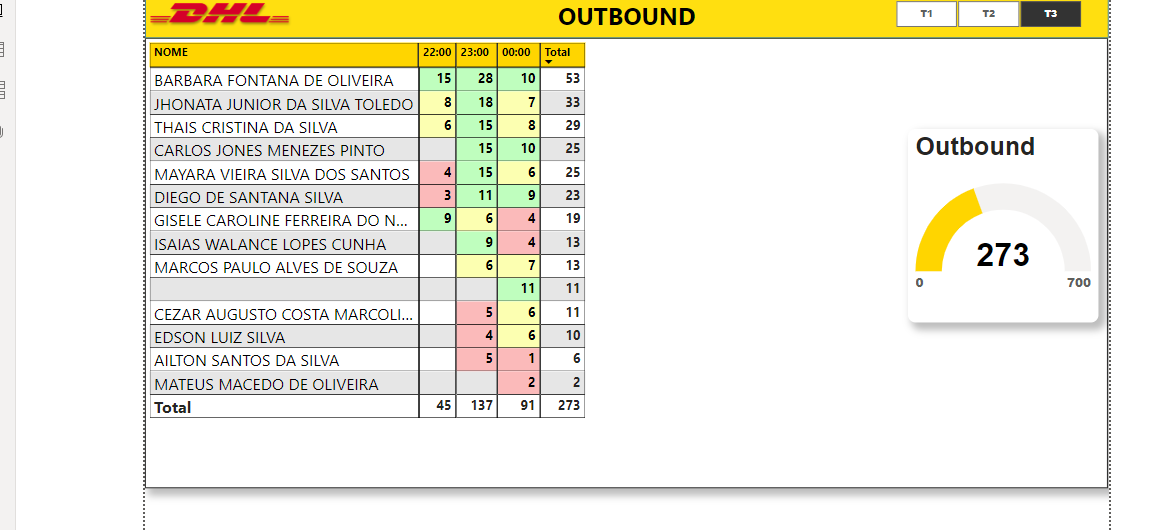 DHL OUTBOUND T1 T2 T3
NOME 22:00 23:00 00:00 Total
BARBARA FONTANA DE OLIVEIRA 15 28 10 53
JHONATA JUNIOR DA SILVA TOLEDO 8 18 7 33
THAIS CRISTINA DA SILVA 6 15 8 29
CARLOS JONES MENEZES PINTO 15 10 25
MAYARA VIEIRA SILVA DOS SANTOS 4 15 6 25
DIEGO DE SANTANA SILVA 3 11 9 23
GISELE CAROLINE FERREIRA DO N... 9 6 4 19
ISAIAS WALANCE LOPES CUNHA 9 4 13
MARCOS PAULO ALVES DE SOUZA 6 7 13
11 11
CEZAR AUGUSTO COSTA MARCOLI... 5 6 11
EDSON LUIZ SILVA 4 6 10
AILTON SANTOS DA SILVA 5 1 6
MATEUS MACEDO DE OLIVEIRA 2 2
Total 45 137 91 273
Outbound
273
0 700